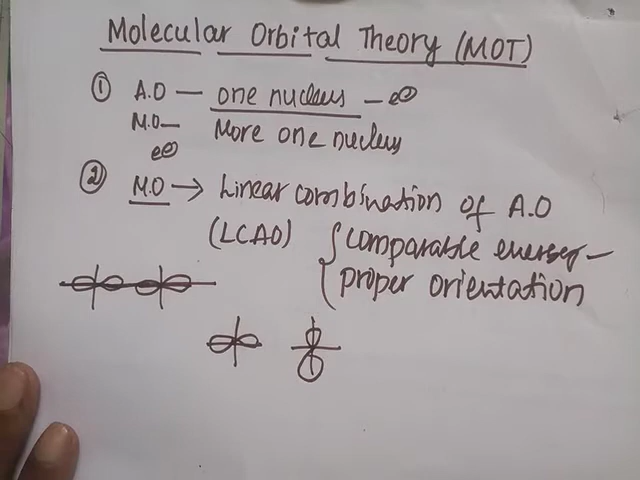 Molecular Orbital Theory (MOT)
① A.O — one nucleus — e⊖
M.O— More one nucleus
e⊖
② M.O → Linear combination of A.O
(LCAO) { comparable energy —
proper orientation